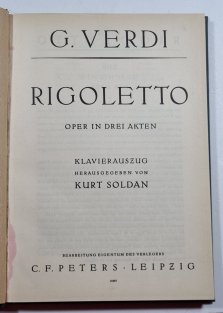 G. VERDI
RIGOLETTO
OPER IN DREI AKTEN
KLAVIERAUSZUG
HERAUSGEGEBEN VON
KURT SOLDAN
BEARBEITUNG EIGENTUM DES VERLEGERS
C. F. PETERS · LEIPZIG